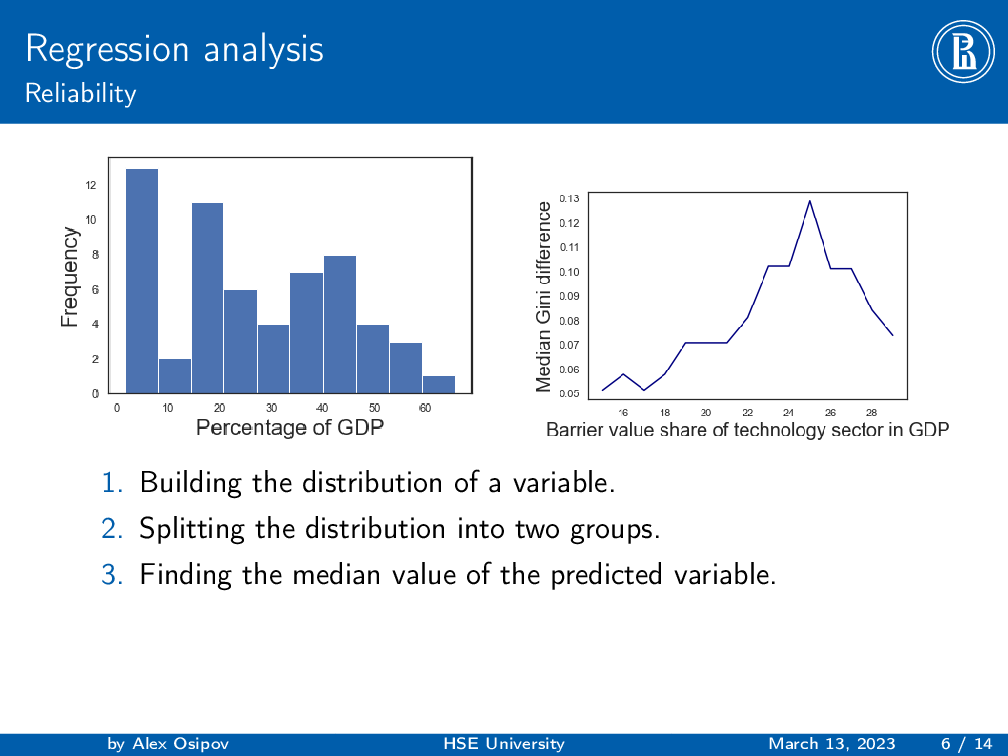 Regression analysis
Reliability
Frequency
12
10
8
6
4
2
0
0 10 20 30 40 50 60
Percentage of GDP
Median Gini difference
0.13
0.12
0.11
0.10
0.09
0.08
0.07
0.06
0.05
16 18 20 22 24 26 28
Barrier value share of technology sector in GDP
1. Building the distribution of a variable.
2. Splitting the distribution into two groups.
3. Finding the median value of the predicted variable.
by Alex Osipov HSE University March 13, 2023 6 / 14